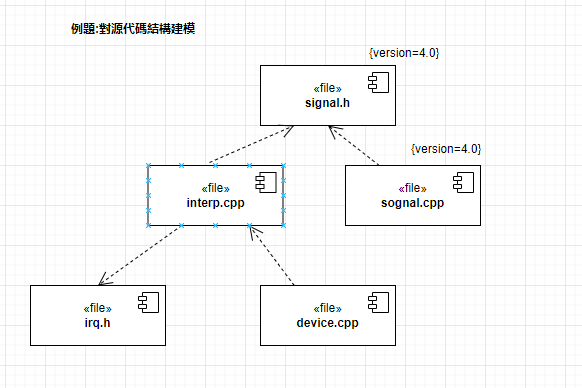 例題:對源代碼結構建模
{version=4.0}
«file»
signal.h
{version=4.0}
«file»
interp.cpp
«file»
sognal.cpp
«file»
irq.h
«file»
device.cpp